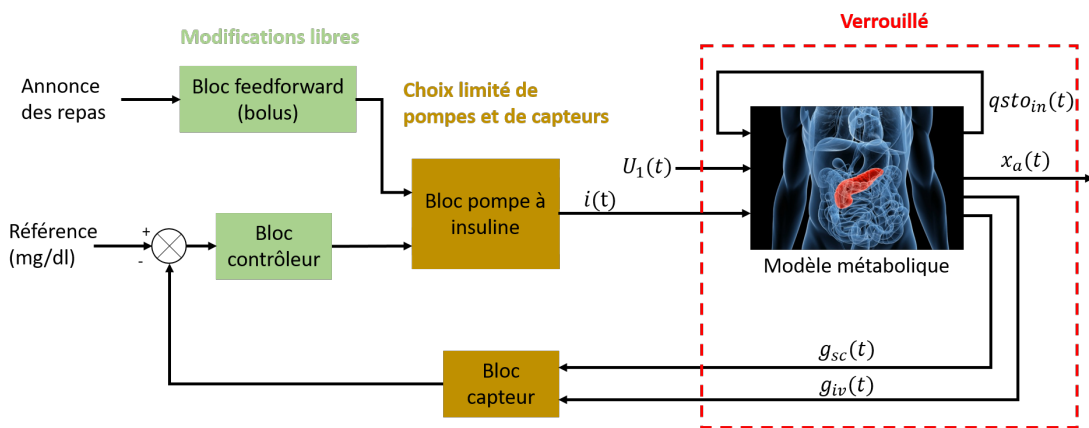 Verrouillé
Modifications libres
Annonce
des repas
Bloc feedforward
(bolus)
Choix limité de
pompes et de capteurs
qsto_in(t)
U_1(t)
x_a(t)
Bloc pompe à
insuline
i(t)
Référence
(mg/dl)
+
-
Bloc
contrôleur
Modèle métabolique
g_sc(t)
Bloc
capteur
g_iv(t)